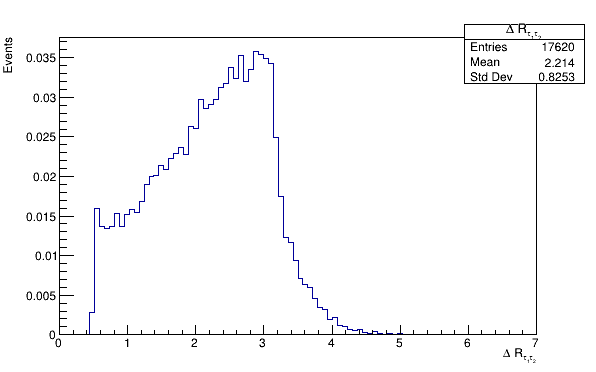 Δ R_τ₁τ₂
Entries 17620
Mean 2.214
Std Dev 0.8253
Events
0.035
0.03
0.025
0.02
0.015
0.01
0.005
0
0 1 2 3 4 5 6 7
Δ R_τ₁τ₂